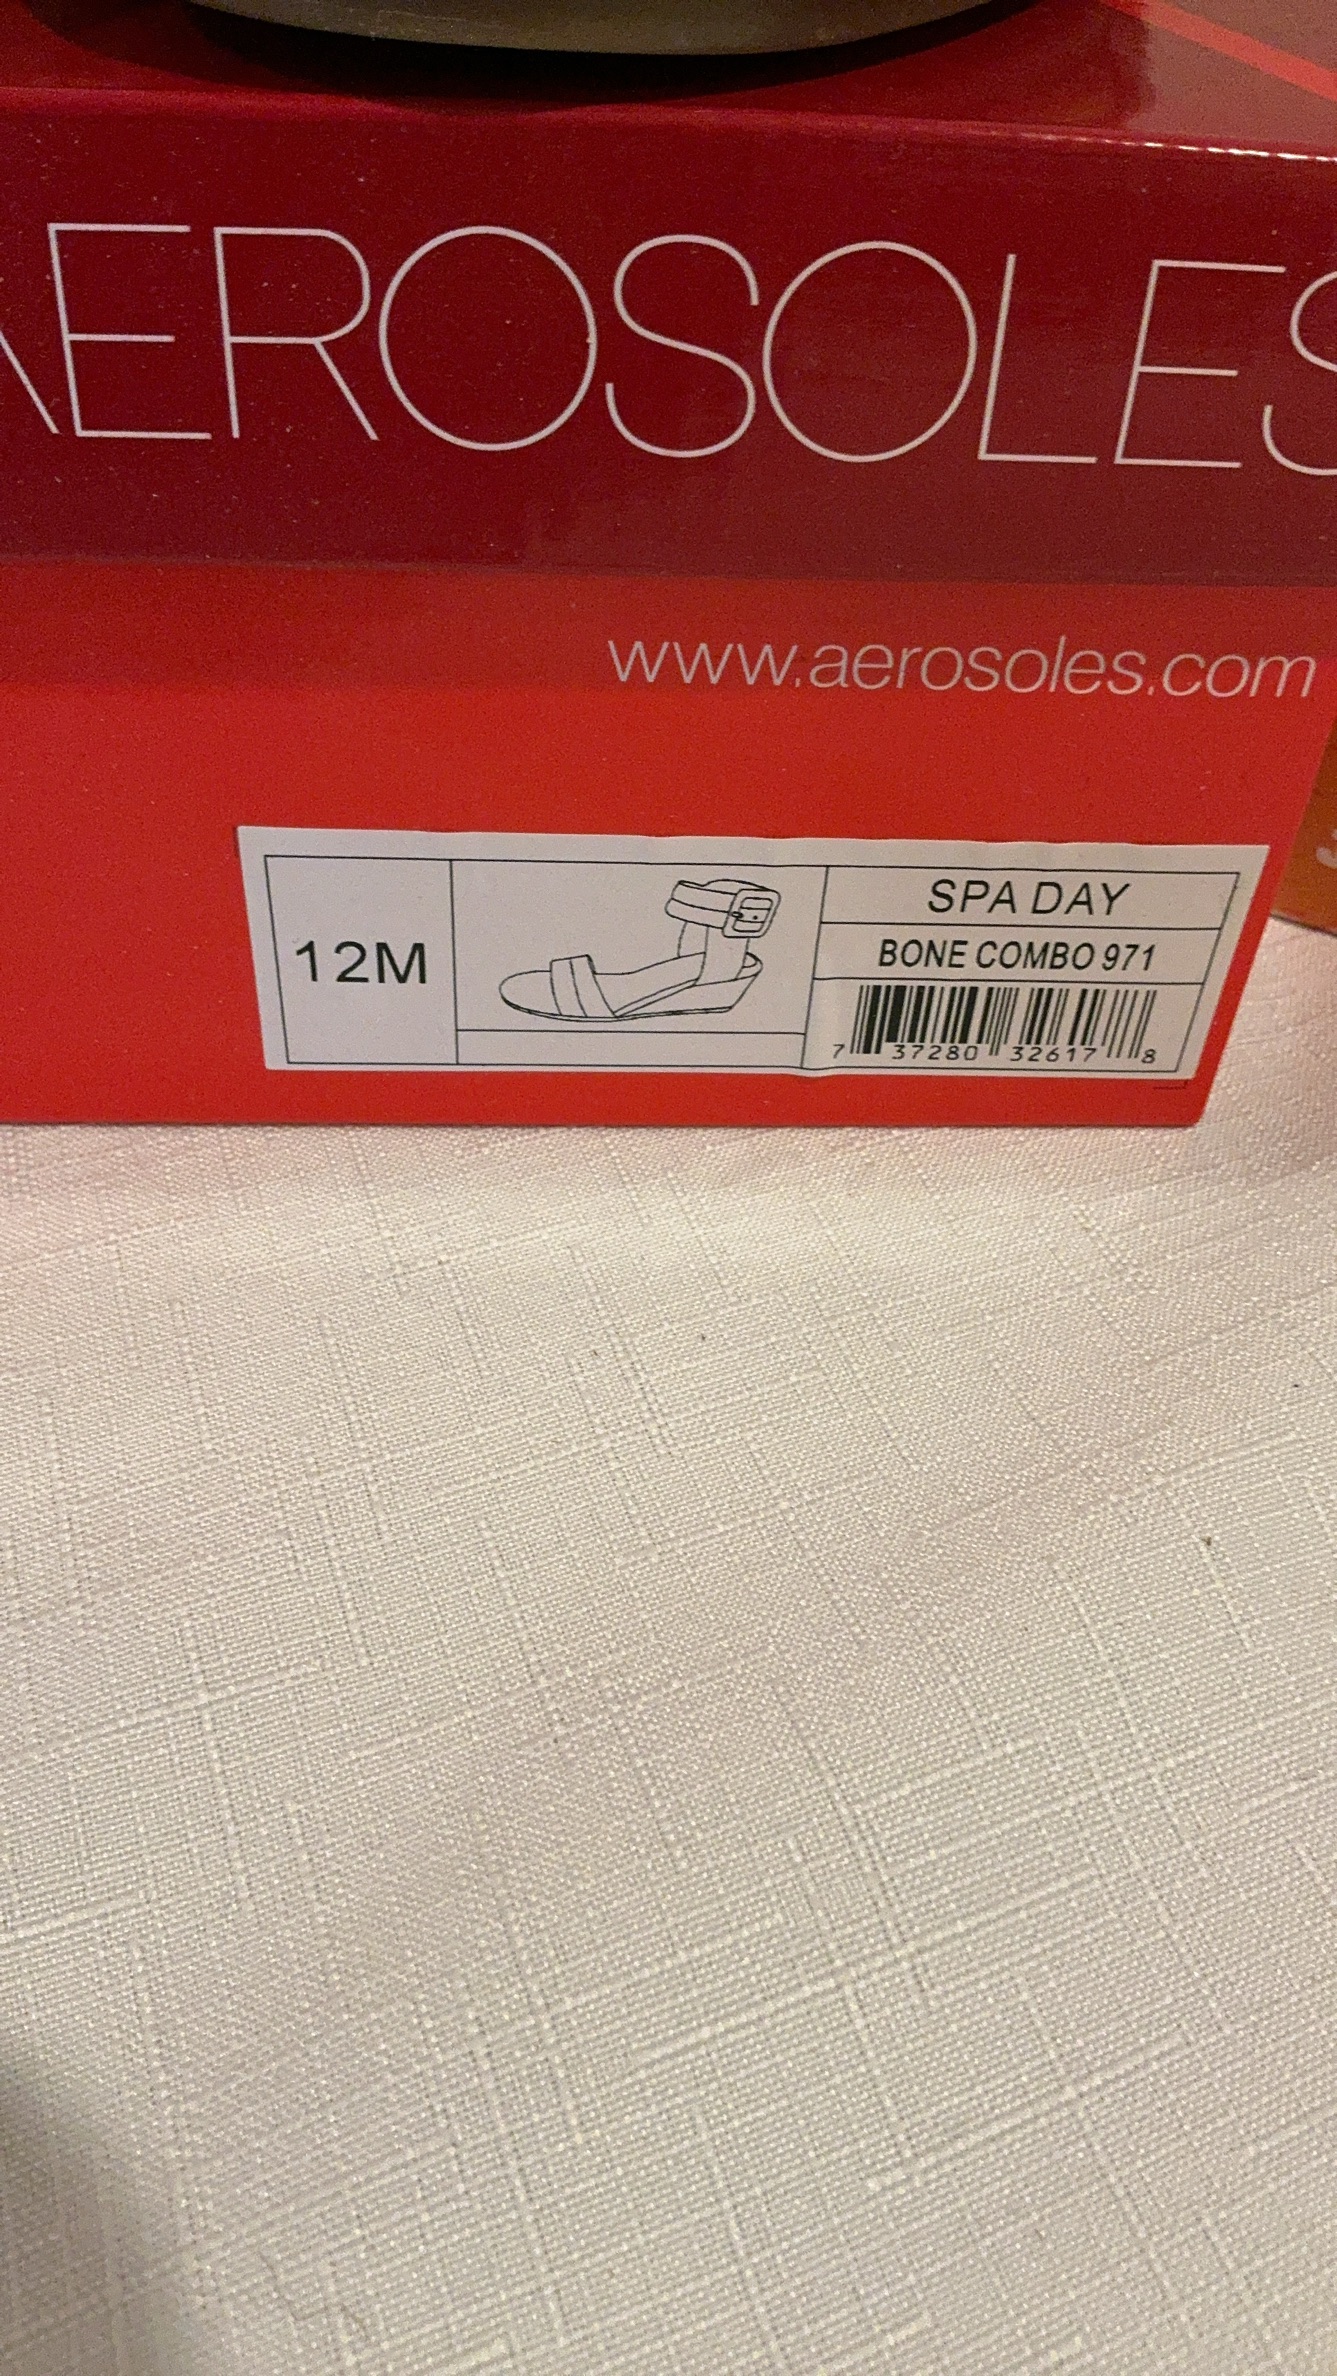 AEROSOLES
www.aerosoles.com
12M
SPA DAY
BONE COMBO 971
7 37280 32617 8